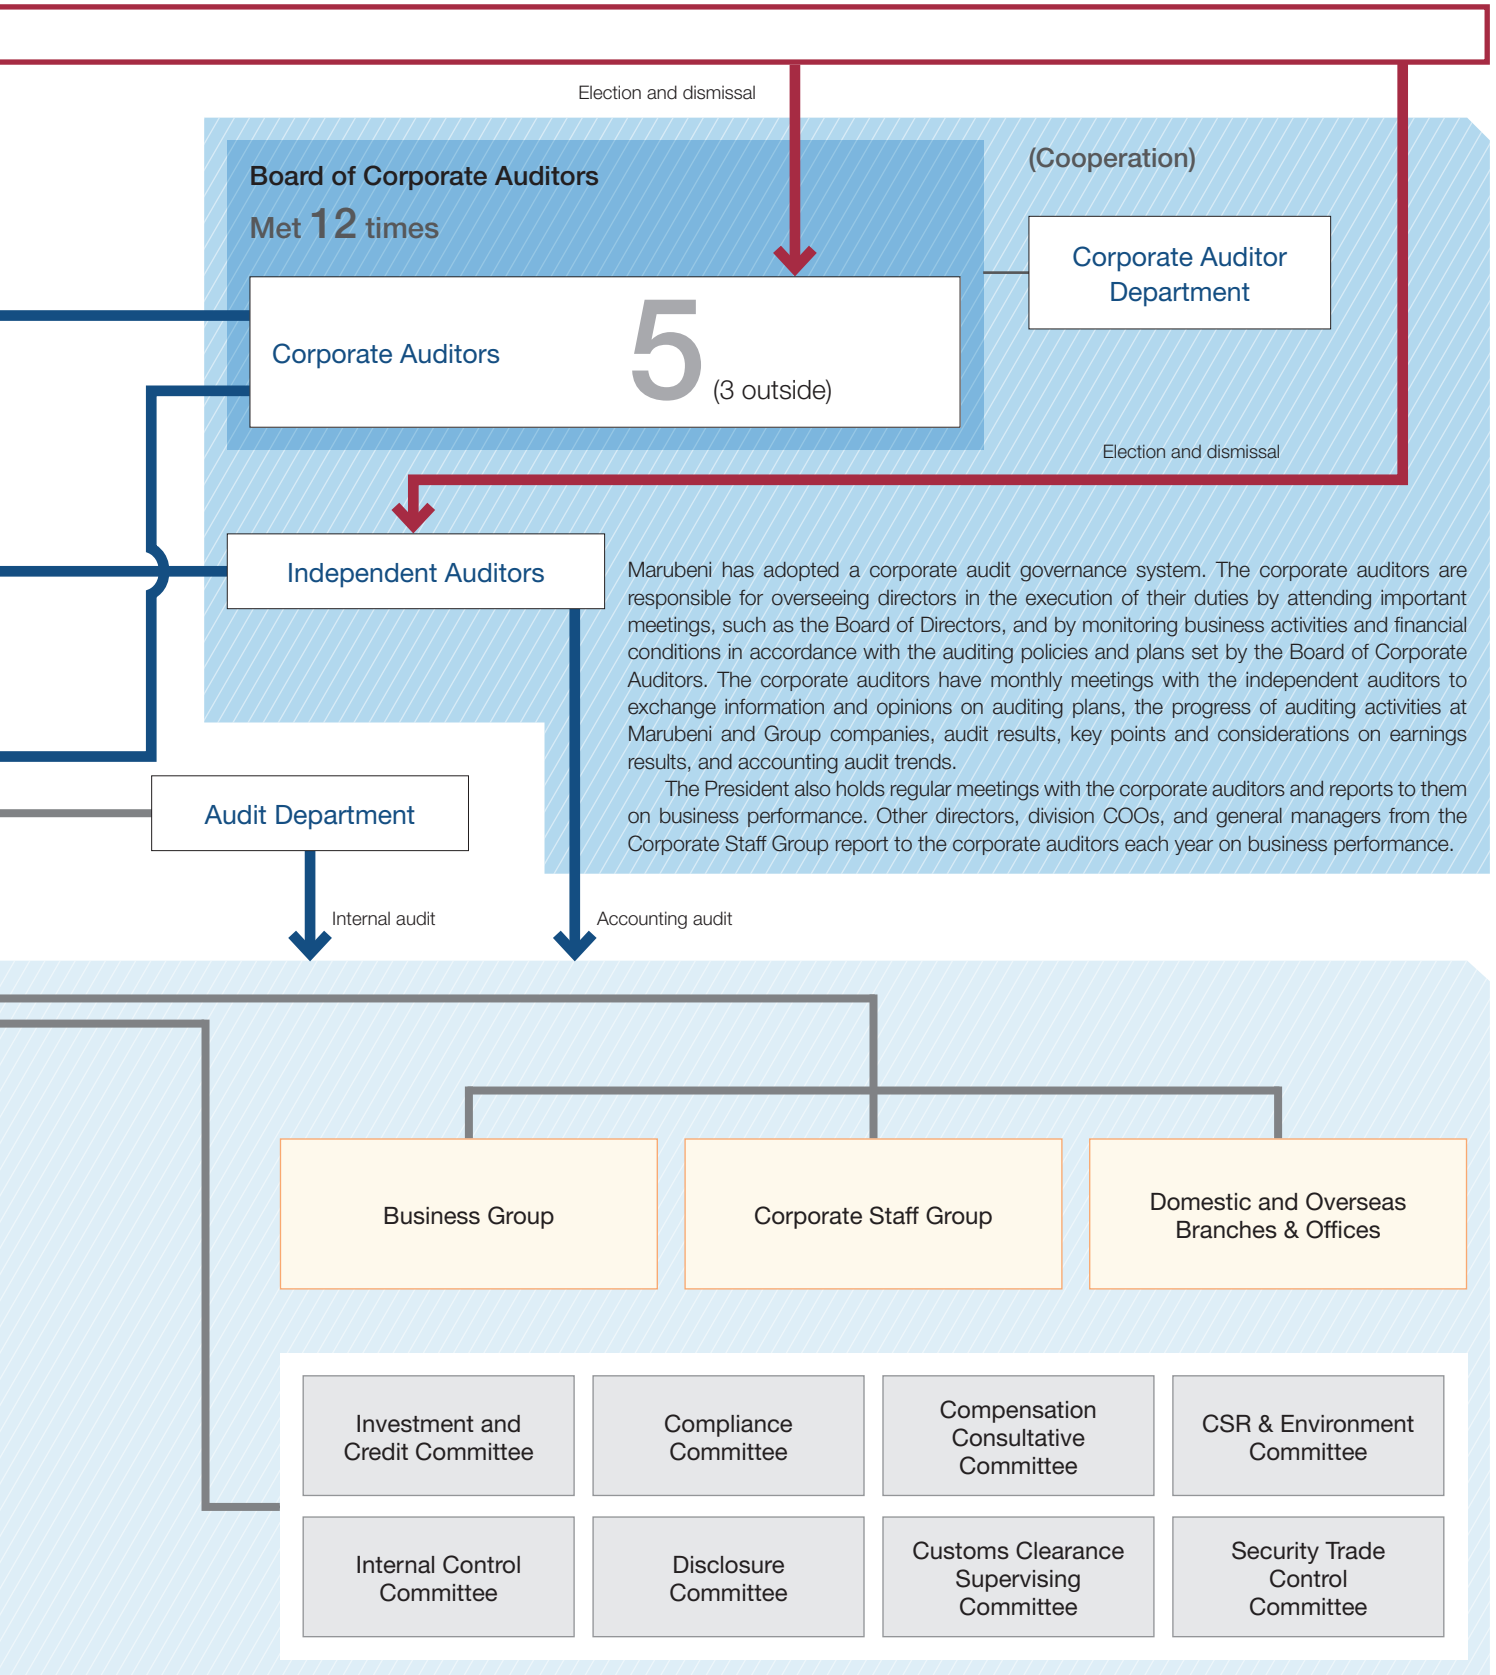 Election and dismissal
Board of Corporate Auditors
Met 12 times
(Cooperation)
Corporate Auditor
Department
Corporate Auditors
5 (3 outside)
Election and dismissal
Independent Auditors
Marubeni has adopted a corporate audit governance system. The corporate auditors are
responsible for overseeing directors in the execution of their duties by attending important
meetings, such as the Board of Directors, and by monitoring business activities and financial
conditions in accordance with the auditing policies and plans set by the Board of Corporate
Auditors. The corporate auditors have monthly meetings with the independent auditors to
exchange information and opinions on auditing plans, the progress of auditing activities at
Marubeni and Group companies, audit results, key points and considerations on earnings
results, and accounting audit trends.
The President also holds regular meetings with the corporate auditors and reports to them
on business performance. Other directors, division COOs, and general managers from the
Corporate Staff Group report to the corporate auditors each year on business performance.
Audit Department
Internal audit
Accounting audit
Business Group
Corporate Staff Group
Domestic and Overseas
Branches & Offices
Investment and
Credit Committee
Compliance
Committee
Compensation
Consultative
Committee
CSR & Environment
Committee
Internal Control
Committee
Disclosure
Committee
Customs Clearance
Supervising
Committee
Security Trade
Control
Committee